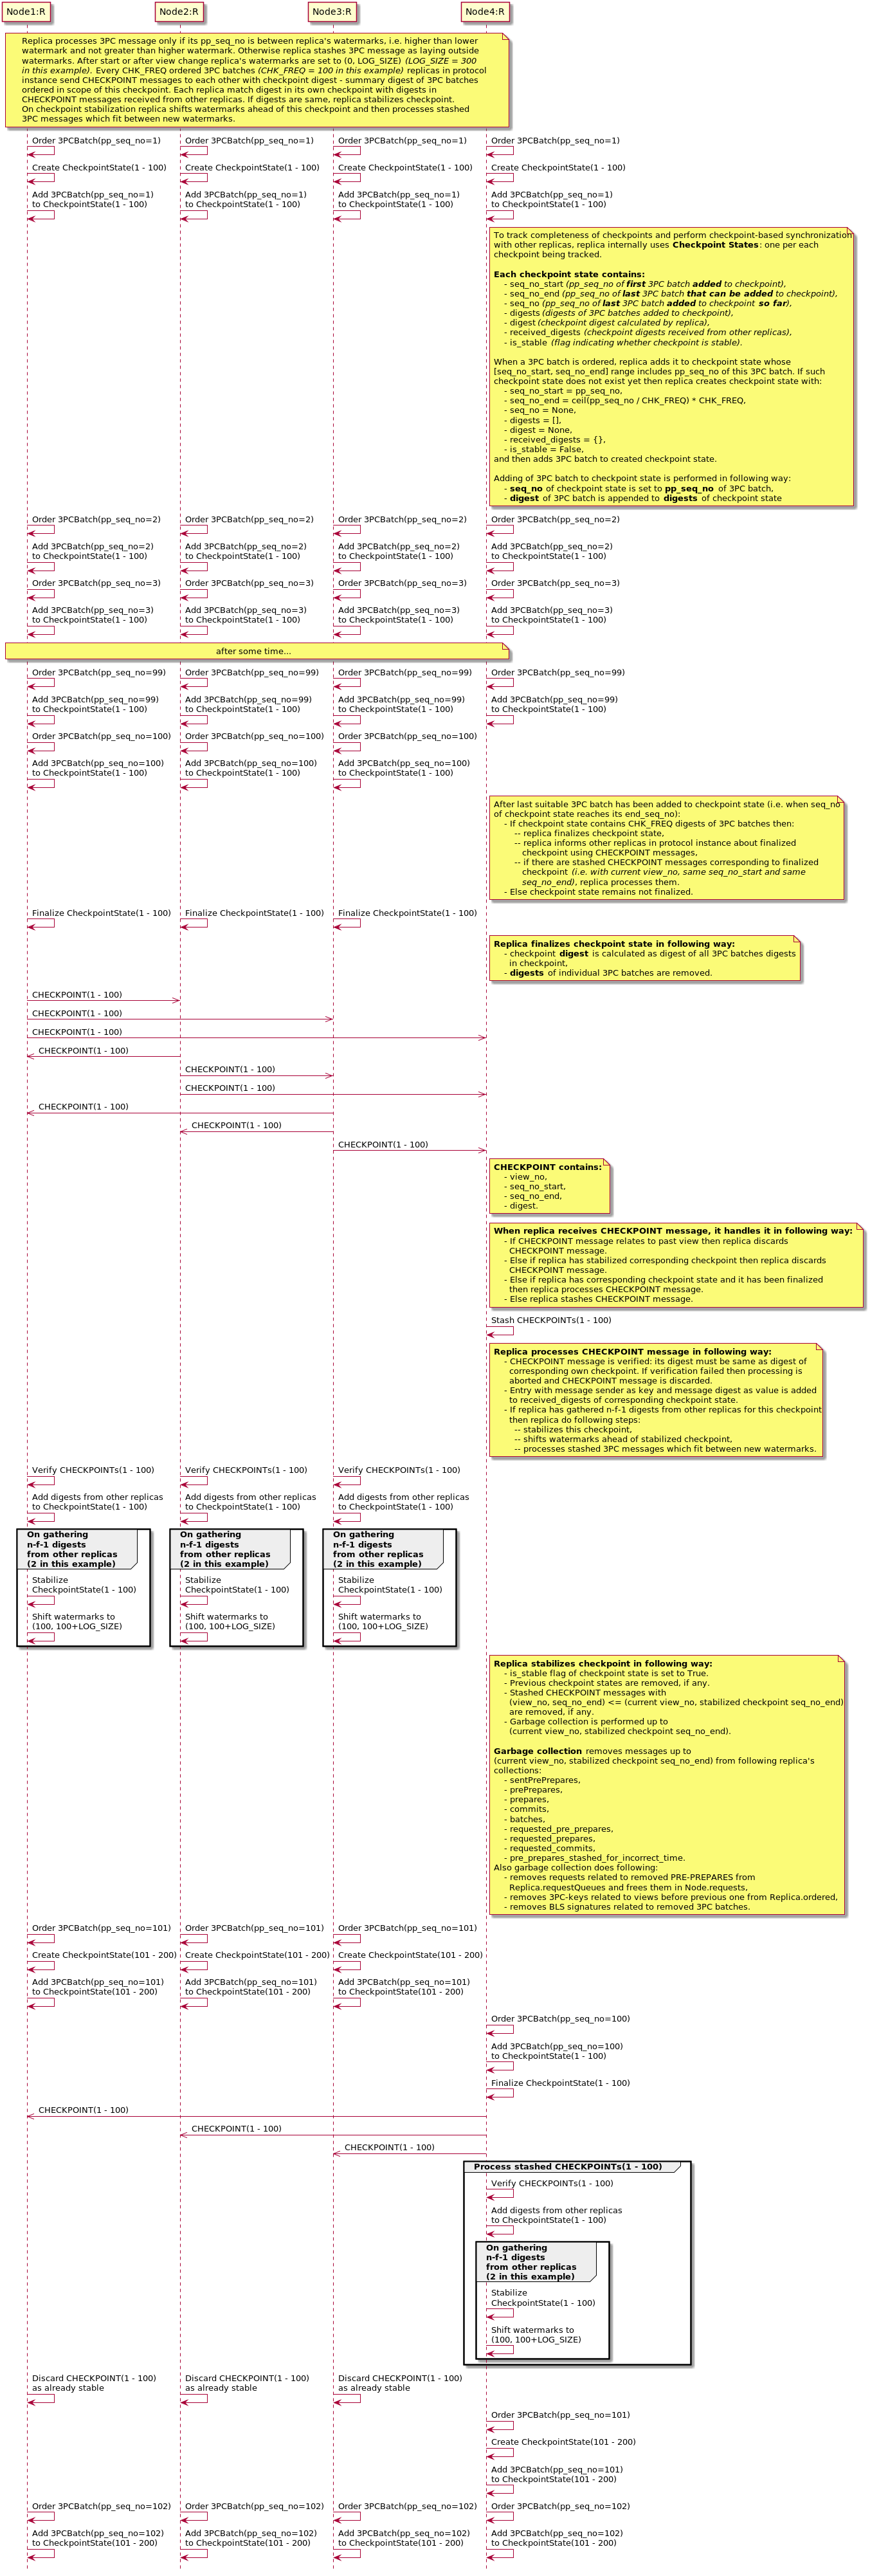 Node1:R
Node2:R
Node3:R
Node4:R
Replica processes 3PC message only if its pp_seq_no is between replica's watermarks, i.e. higher than lower
watermark and not greater than higher watermark. Otherwise replica stashes 3PC message as laying outside
watermarks. After start or after view change replica's watermarks are set to (0, LOG_SIZE) (LOG_SIZE = 300
in this example). Every CHK_FREQ ordered 3PC batches (CHK_FREQ = 100 in this example) replicas in protocol
instance send CHECKPOINT messages to each other with checkpoint digest - summary digest of 3PC batches
ordered in scope of this checkpoint. Each replica match digest in its own checkpoint with digests in
CHECKPOINT messages received from other replicas. If digests are same, replica stabilizes checkpoint.
On checkpoint stabilization replica shifts watermarks ahead of this checkpoint and then processes stashed
3PC messages which fit between new watermarks.
Order 3PCBatch(pp_seq_no=1)
Order 3PCBatch(pp_seq_no=1)
Order 3PCBatch(pp_seq_no=1)
Order 3PCBatch(pp_seq_no=1)
Create CheckpointState(1 - 100)
Create CheckpointState(1 - 100)
Create CheckpointState(1 - 100)
Create CheckpointState(1 - 100)
Add 3PCBatch(pp_seq_no=1)
to CheckpointState(1 - 100)
Add 3PCBatch(pp_seq_no=1)
to CheckpointState(1 - 100)
Add 3PCBatch(pp_seq_no=1)
to CheckpointState(1 - 100)
Add 3PCBatch(pp_seq_no=1)
to CheckpointState(1 - 100)
To track completeness of checkpoints and perform checkpoint-based synchronization
with other replicas, replica internally uses Checkpoint States: one per each
checkpoint being tracked.
Each checkpoint state contains:
- seq_no_start (pp_seq_no of first 3PC batch added to checkpoint),
- seq_no_end (pp_seq_no of last 3PC batch that can be added to checkpoint),
- seq_no (pp_seq_no of last 3PC batch added to checkpoint so far),
- digests (digests of 3PC batches added to checkpoint),
- digest (checkpoint digest calculated by replica),
- received_digests (checkpoint digests received from other replicas),
- is_stable (flag indicating whether checkpoint is stable).
When a 3PC batch is ordered, replica adds it to checkpoint state whose
[seq_no_start, seq_no_end] range includes pp_seq_no of this 3PC batch. If such
checkpoint state does not exist yet then replica creates checkpoint state with:
- seq_no_start = pp_seq_no,
- seq_no_end = ceil(pp_seq_no / CHK_FREQ) * CHK_FREQ,
- seq_no = None,
- digests = [],
- digest = None,
- received_digests = {},
- is_stable = False,
and then adds 3PC batch to created checkpoint state.
Adding of 3PC batch to checkpoint state is performed in following way:
- seq_no of checkpoint state is set to pp_seq_no of 3PC batch,
- digest of 3PC batch is appended to digests of checkpoint state
Order 3PCBatch(pp_seq_no=2)
Order 3PCBatch(pp_seq_no=2)
Order 3PCBatch(pp_seq_no=2)
Order 3PCBatch(pp_seq_no=2)
Add 3PCBatch(pp_seq_no=2)
to CheckpointState(1 - 100)
Add 3PCBatch(pp_seq_no=2)
to CheckpointState(1 - 100)
Add 3PCBatch(pp_seq_no=2)
to CheckpointState(1 - 100)
Add 3PCBatch(pp_seq_no=2)
to CheckpointState(1 - 100)
Order 3PCBatch(pp_seq_no=3)
Order 3PCBatch(pp_seq_no=3)
Order 3PCBatch(pp_seq_no=3)
Order 3PCBatch(pp_seq_no=3)
Add 3PCBatch(pp_seq_no=3)
to CheckpointState(1 - 100)
Add 3PCBatch(pp_seq_no=3)
to CheckpointState(1 - 100)
Add 3PCBatch(pp_seq_no=3)
to CheckpointState(1 - 100)
Add 3PCBatch(pp_seq_no=3)
to CheckpointState(1 - 100)
after some time...
Order 3PCBatch(pp_seq_no=99)
Order 3PCBatch(pp_seq_no=99)
Order 3PCBatch(pp_seq_no=99)
Order 3PCBatch(pp_seq_no=99)
Add 3PCBatch(pp_seq_no=99)
to CheckpointState(1 - 100)
Add 3PCBatch(pp_seq_no=99)
to CheckpointState(1 - 100)
Add 3PCBatch(pp_seq_no=99)
to CheckpointState(1 - 100)
Add 3PCBatch(pp_seq_no=99)
to CheckpointState(1 - 100)
Order 3PCBatch(pp_seq_no=100)
Order 3PCBatch(pp_seq_no=100)
Order 3PCBatch(pp_seq_no=100)
Add 3PCBatch(pp_seq_no=100)
to CheckpointState(1 - 100)
Add 3PCBatch(pp_seq_no=100)
to CheckpointState(1 - 100)
Add 3PCBatch(pp_seq_no=100)
to CheckpointState(1 - 100)
After last suitable 3PC batch has been added to checkpoint state (i.e. when seq_no
of checkpoint state reaches its end_seq_no):
- If checkpoint state contains CHK_FREQ digests of 3PC batches then:
-- replica finalizes checkpoint state,
-- replica informs other replicas in protocol instance about finalized
checkpoint using CHECKPOINT messages,
-- if there are stashed CHECKPOINT messages corresponding to finalized
checkpoint (i.e. with current view_no, same seq_no_start and same
seq_no_end), replica processes them.
- Else checkpoint state remains not finalized.
Finalize CheckpointState(1 - 100)
Finalize CheckpointState(1 - 100)
Finalize CheckpointState(1 - 100)
Replica finalizes checkpoint state in following way:
- checkpoint digest is calculated as digest of all 3PC batches digests
in checkpoint,
- digests of individual 3PC batches are removed.
CHECKPOINT(1 - 100)
CHECKPOINT(1 - 100)
CHECKPOINT(1 - 100)
CHECKPOINT(1 - 100)
CHECKPOINT(1 - 100)
CHECKPOINT(1 - 100)
CHECKPOINT(1 - 100)
CHECKPOINT(1 - 100)
CHECKPOINT(1 - 100)
CHECKPOINT contains:
- view_no,
- seq_no_start,
- seq_no_end,
- digest.
When replica receives CHECKPOINT message, it handles it in following way:
- If CHECKPOINT message relates to past view then replica discards
CHECKPOINT message.
- Else if replica has stabilized corresponding checkpoint then replica discards
CHECKPOINT message.
- Else if replica has corresponding checkpoint state and it has been finalized
then replica processes CHECKPOINT message.
- Else replica stashes CHECKPOINT message.
Stash CHECKPOINTs(1 - 100)
Replica processes CHECKPOINT message in following way:
- CHECKPOINT message is verified: its digest must be same as digest of
corresponding own checkpoint. If verification failed then processing is
aborted and CHECKPOINT message is discarded.
- Entry with message sender as key and message digest as value is added
to received_digests of corresponding checkpoint state.
- If replica has gathered n-f-1 digests from other replicas for this checkpoint
then replica do following steps:
-- stabilizes this checkpoint,
-- shifts watermarks ahead of stabilized checkpoint,
-- processes stashed 3PC messages which fit between new watermarks.
Verify CHECKPOINTs(1 - 100)
Verify CHECKPOINTs(1 - 100)
Verify CHECKPOINTs(1 - 100)
Add digests from other replicas
to CheckpointState(1 - 100)
Add digests from other replicas
to CheckpointState(1 - 100)
Add digests from other replicas
to CheckpointState(1 - 100)
On gathering
n-f-1 digests
from other replicas
(2 in this example)
On gathering
n-f-1 digests
from other replicas
(2 in this example)
On gathering
n-f-1 digests
from other replicas
(2 in this example)
Stabilize
CheckpointState(1 - 100)
Stabilize
CheckpointState(1 - 100)
Stabilize
CheckpointState(1 - 100)
Shift watermarks to
(100, 100+LOG_SIZE)
Shift watermarks to
(100, 100+LOG_SIZE)
Shift watermarks to
(100, 100+LOG_SIZE)
Replica stabilizes checkpoint in following way:
- is_stable flag of checkpoint state is set to True.
- Previous checkpoint states are removed, if any.
- Stashed CHECKPOINT messages with
(view_no, seq_no_end) <= (current view_no, stabilized checkpoint seq_no_end)
are removed, if any.
- Garbage collection is performed up to
(current view_no, stabilized checkpoint seq_no_end).
Garbage collection removes messages up to
(current view_no, stabilized checkpoint seq_no_end) from following replica's
collections:
- sentPrePrepares,
- prePrepares,
- prepares,
- commits,
- batches,
- requested_pre_prepares,
- requested_prepares,
- requested_commits,
- pre_prepares_stashed_for_incorrect_time.
Also garbage collection does following:
- removes requests related to removed PRE-PREPARES from
Replica.requestQueues and frees them in Node.requests,
- removes 3PC-keys related to views before previous one from Replica.ordered,
- removes BLS signatures related to removed 3PC batches.
Order 3PCBatch(pp_seq_no=101)
Order 3PCBatch(pp_seq_no=101)
Order 3PCBatch(pp_seq_no=101)
Create CheckpointState(101 - 200)
Create CheckpointState(101 - 200)
Create CheckpointState(101 - 200)
Add 3PCBatch(pp_seq_no=101)
to CheckpointState(101 - 200)
Add 3PCBatch(pp_seq_no=101)
to CheckpointState(101 - 200)
Add 3PCBatch(pp_seq_no=101)
to CheckpointState(101 - 200)
Order 3PCBatch(pp_seq_no=100)
Add 3PCBatch(pp_seq_no=100)
to CheckpointState(1 - 100)
Finalize CheckpointState(1 - 100)
CHECKPOINT(1 - 100)
CHECKPOINT(1 - 100)
CHECKPOINT(1 - 100)
Process stashed CHECKPOINTs(1 - 100)
Verify CHECKPOINTs(1 - 100)
Add digests from other replicas
to CheckpointState(1 - 100)
On gathering
n-f-1 digests
from other replicas
(2 in this example)
Stabilize
CheckpointState(1 - 100)
Shift watermarks to
(100, 100+LOG_SIZE)
Discard CHECKPOINT(1 - 100)
as already stable
Discard CHECKPOINT(1 - 100)
as already stable
Discard CHECKPOINT(1 - 100)
as already stable
Order 3PCBatch(pp_seq_no=101)
Create CheckpointState(101 - 200)
Add 3PCBatch(pp_seq_no=101)
to CheckpointState(101 - 200)
Order 3PCBatch(pp_seq_no=102)
Order 3PCBatch(pp_seq_no=102)
Order 3PCBatch(pp_seq_no=102)
Order 3PCBatch(pp_seq_no=102)
Add 3PCBatch(pp_seq_no=102)
to CheckpointState(101 - 200)
Add 3PCBatch(pp_seq_no=102)
to CheckpointState(101 - 200)
Add 3PCBatch(pp_seq_no=102)
to CheckpointState(101 - 200)
Add 3PCBatch(pp_seq_no=102)
to CheckpointState(101 - 200)